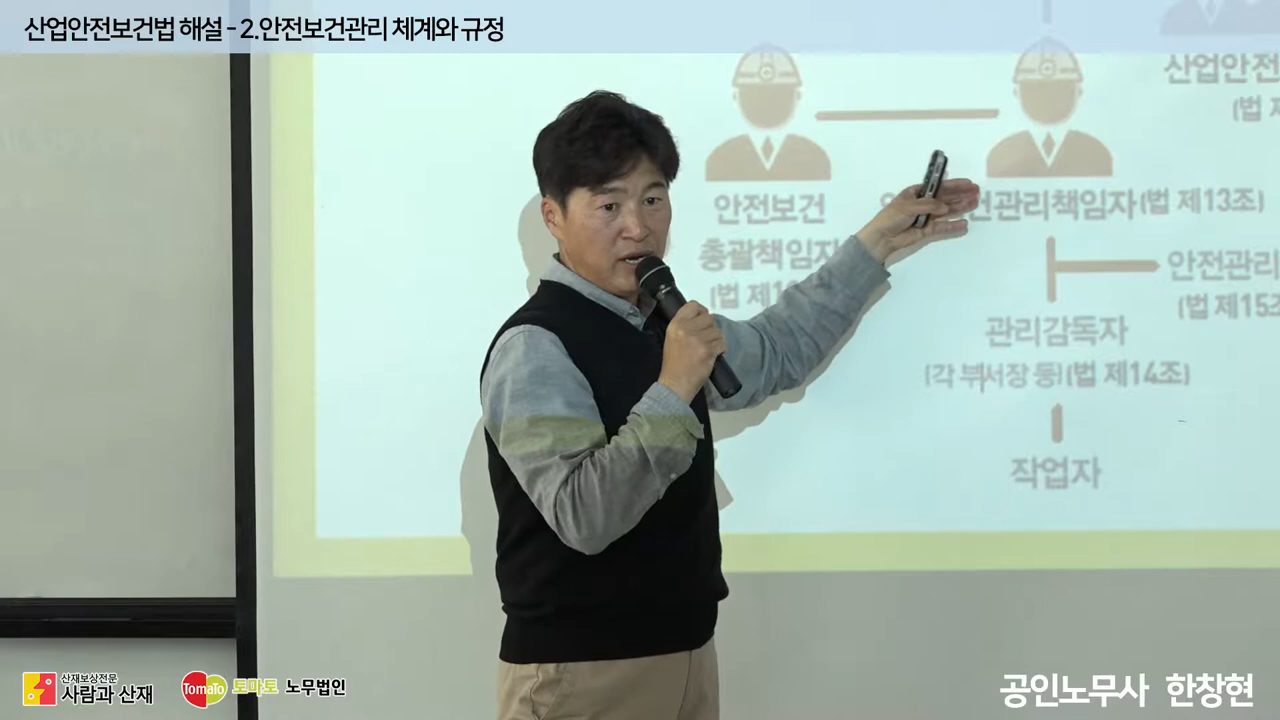 산업안전보건법 해설 - 2.안전보건관리 체계와 규정
산업안전
(법 제
안전보건
총괄책임자
(법 제
건관리책임자(법 제13조)
안전관리
(법 제15조
관리감독자
(각 부서장 등)(법 제14조)
작업자
산재보상전문
사람과 산재
TomaTo
토마토 노무법인
공인노무사 한창현